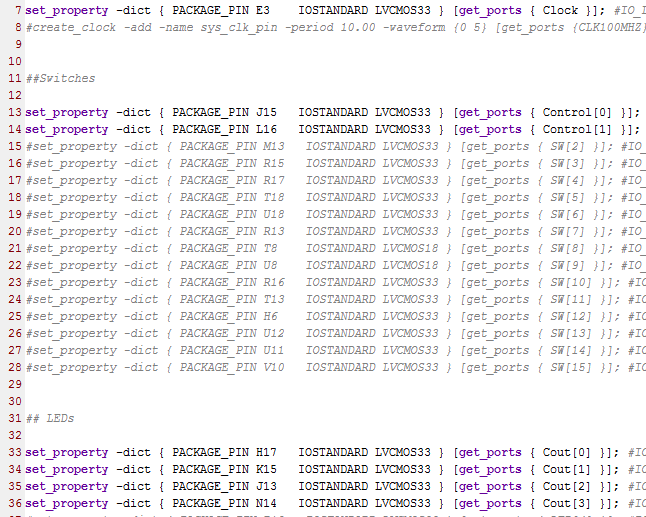 7 set_property -dict { PACKAGE_PIN E3    IOSTANDARD LVCMOS33 } [get_ports { Clock }]; #IO_L
8 #create_clock -add -name sys_clk_pin -period 10.00 -waveform {0 5} [get_ports {CLK100MHZ}
9
10
11 ##Switches
12
13 set_property -dict { PACKAGE_PIN J15   IOSTANDARD LVCMOS33 } [get_ports { Control[0] }];
14 set_property -dict { PACKAGE_PIN L16   IOSTANDARD LVCMOS33 } [get_ports { Control[1] }];
15 #set_property -dict { PACKAGE_PIN M13   IOSTANDARD LVCMOS33 } [get_ports { SW[2] }]; #IO_
16 #set_property -dict { PACKAGE_PIN R15   IOSTANDARD LVCMOS33 } [get_ports { SW[3] }]; #IO_
17 #set_property -dict { PACKAGE_PIN R17   IOSTANDARD LVCMOS33 } [get_ports { SW[4] }]; #IO_
18 #set_property -dict { PACKAGE_PIN T18   IOSTANDARD LVCMOS33 } [get_ports { SW[5] }]; #IO_
19 #set_property -dict { PACKAGE_PIN U18   IOSTANDARD LVCMOS33 } [get_ports { SW[6] }]; #IO_
20 #set_property -dict { PACKAGE_PIN R13   IOSTANDARD LVCMOS33 } [get_ports { SW[7] }]; #IO_
21 #set_property -dict { PACKAGE_PIN T8    IOSTANDARD LVCMOS18 } [get_ports { SW[8] }]; #IO_
22 #set_property -dict { PACKAGE_PIN U8    IOSTANDARD LVCMOS18 } [get_ports { SW[9] }]; #IO_
23 #set_property -dict { PACKAGE_PIN R16   IOSTANDARD LVCMOS33 } [get_ports { SW[10] }]; #IO
24 #set_property -dict { PACKAGE_PIN T13   IOSTANDARD LVCMOS33 } [get_ports { SW[11] }]; #IO
25 #set_property -dict { PACKAGE_PIN H6    IOSTANDARD LVCMOS33 } [get_ports { SW[12] }]; #IO
26 #set_property -dict { PACKAGE_PIN U12   IOSTANDARD LVCMOS33 } [get_ports { SW[13] }]; #IO
27 #set_property -dict { PACKAGE_PIN U11   IOSTANDARD LVCMOS33 } [get_ports { SW[14] }]; #IO
28 #set_property -dict { PACKAGE_PIN V10   IOSTANDARD LVCMOS33 } [get_ports { SW[15] }]; #IO
29
30
31 ## LEDs
32
33 set_property -dict { PACKAGE_PIN H17   IOSTANDARD LVCMOS33 } [get_ports { Cout[0] }]; #IO
34 set_property -dict { PACKAGE_PIN K15   IOSTANDARD LVCMOS33 } [get_ports { Cout[1] }]; #IO
35 set_property -dict { PACKAGE_PIN J13   IOSTANDARD LVCMOS33 } [get_ports { Cout[2] }]; #IO
36 set_property -dict { PACKAGE_PIN N14   IOSTANDARD LVCMOS33 } [get_ports { Cout[3] }]; #IO